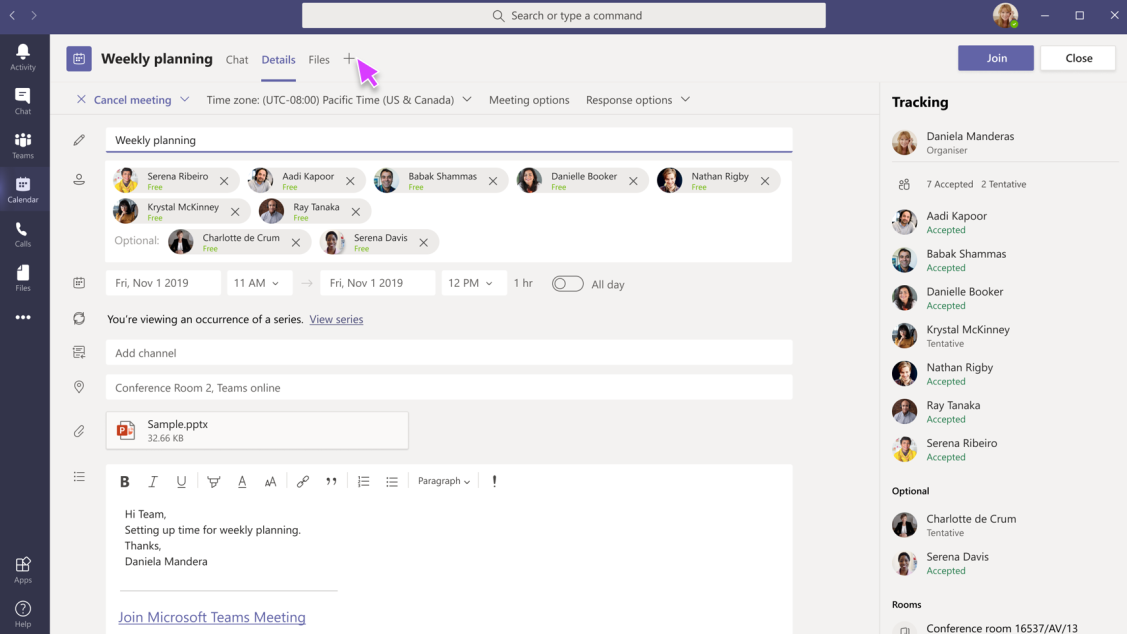 Search or type a command
Activity
Chat
Teams
Calendar
Calls
Files
Apps
Help
Weekly planning Chat Details Files
Join Close
Cancel meeting Time zone: (UTC-08:00) Pacific Time (US & Canada) Meeting options Response options
Weekly planning
Serena Ribeiro Aadi Kapoor Babak Shammas Danielle Booker Nathan Rigby
Free Free Free Free Free
Krystal McKinney Ray Tanaka
Free Free
Optional: Charlotte de Crum Serena Davis
Free Free
Fri, Nov 1 2019 11 AM Fri, Nov 1 2019 12 PM 1 hr All day
You're viewing an occurrence of a series. View series
Add channel
Conference Room 2, Teams online
Sample.pptx
32.66 KB
B I U A AA Paragraph !
Hi Team,
Setting up time for weekly planning.
Thanks,
Daniela Mandera
Join Microsoft Teams Meeting
Tracking
Daniela Manderas
Organiser
7 Accepted 2 Tentative
Aadi Kapoor
Accepted
Babak Shammas
Accepted
Danielle Booker
Accepted
Krystal McKinney
Tentative
Nathan Rigby
Accepted
Ray Tanaka
Accepted
Serena Ribeiro
Accepted
Optional
Charlotte de Crum
Tentative
Serena Davis
Accepted
Rooms
Conference room 16537/AV/13